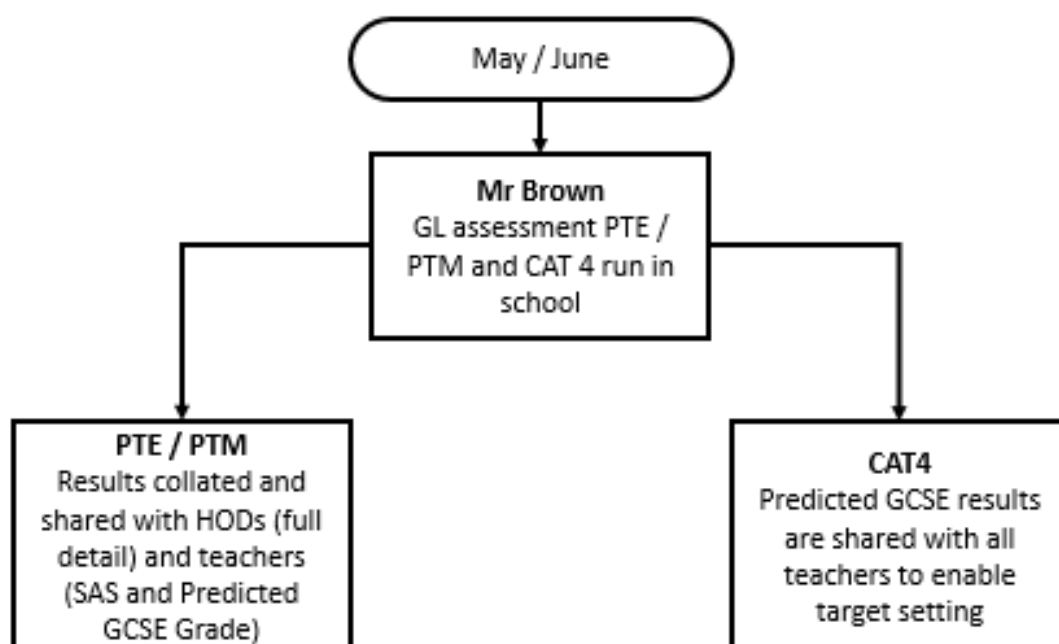 May / June
Mr Brown
GL assessment PTE /
PTM and CAT 4 run in
school
PTE / PTM
Results collated and
shared with HODs (full
detail) and teachers
(SAS and Predicted
GCSE Grade)
CAT4
Predicted GCSE results
are shared with all
teachers to enable
target setting